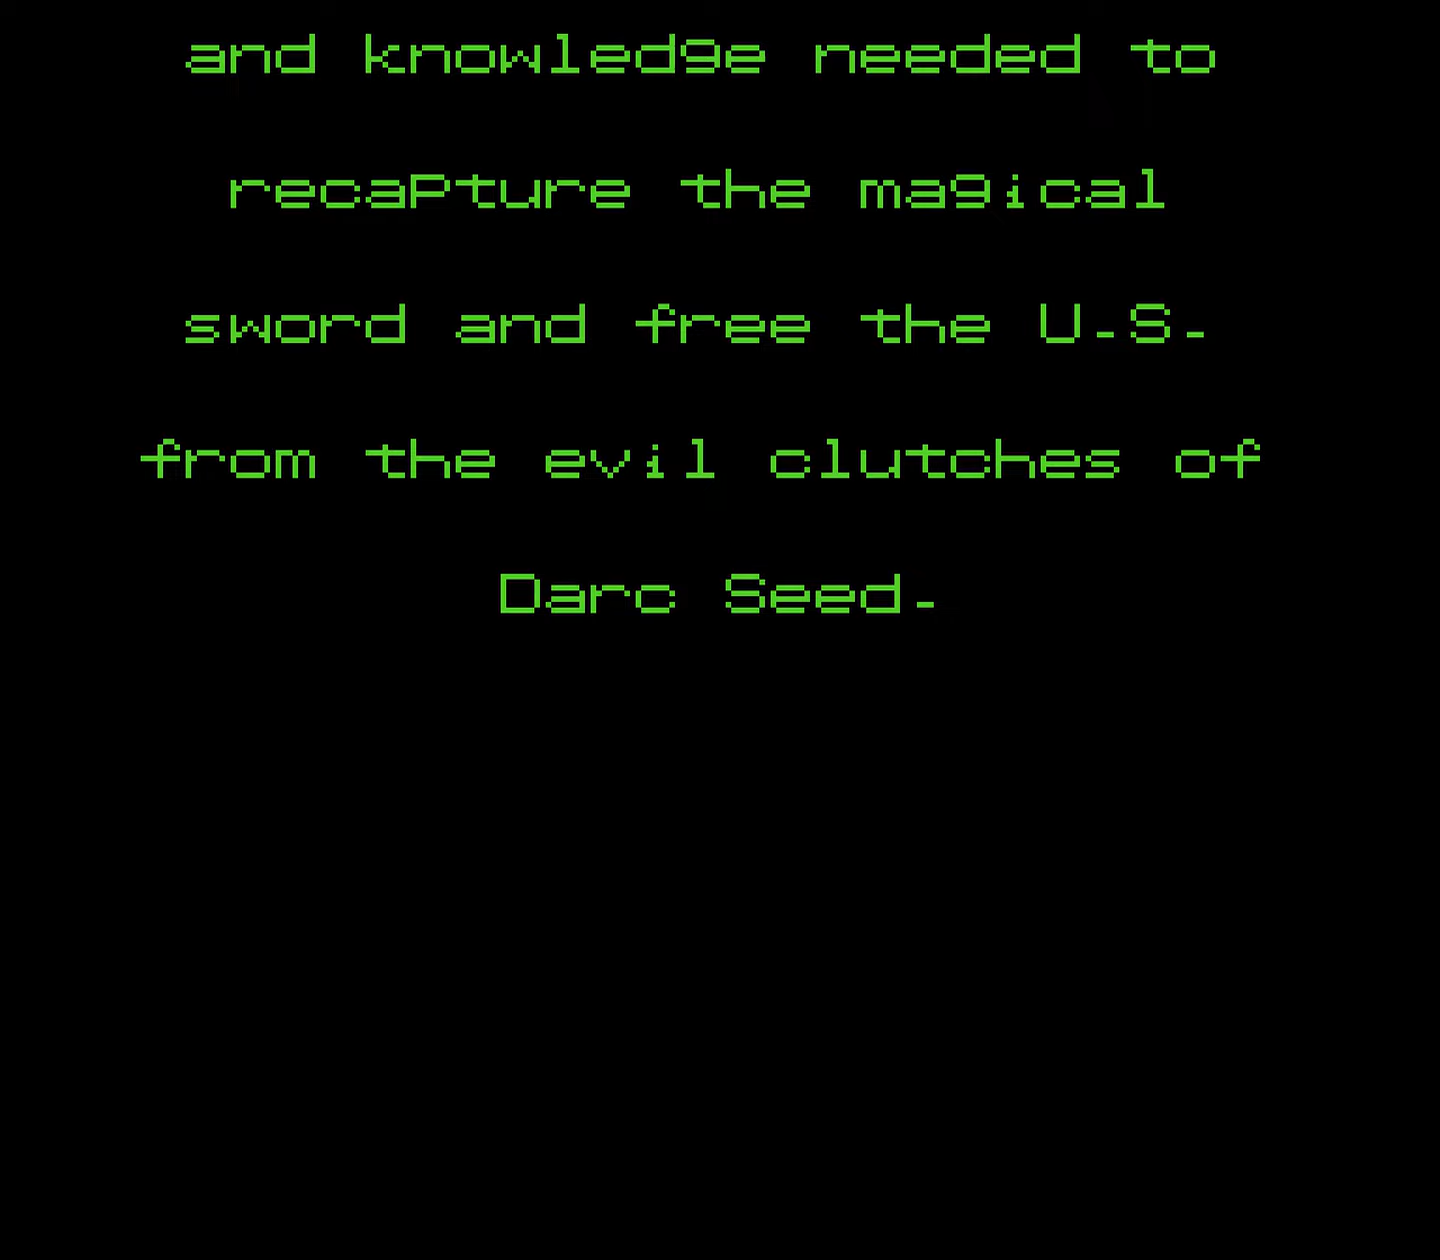 and knowledge needed to
recapture the magical
sword and free the U.S.
from the evil clutches of
Darc Seed.